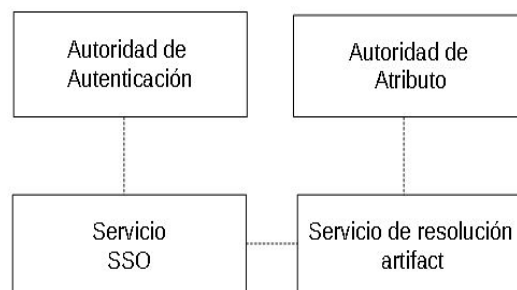 Autoridad de
Autenticación
Autoridad de
Atributo
Servicio
SSO
Servicio de resolución
artifact